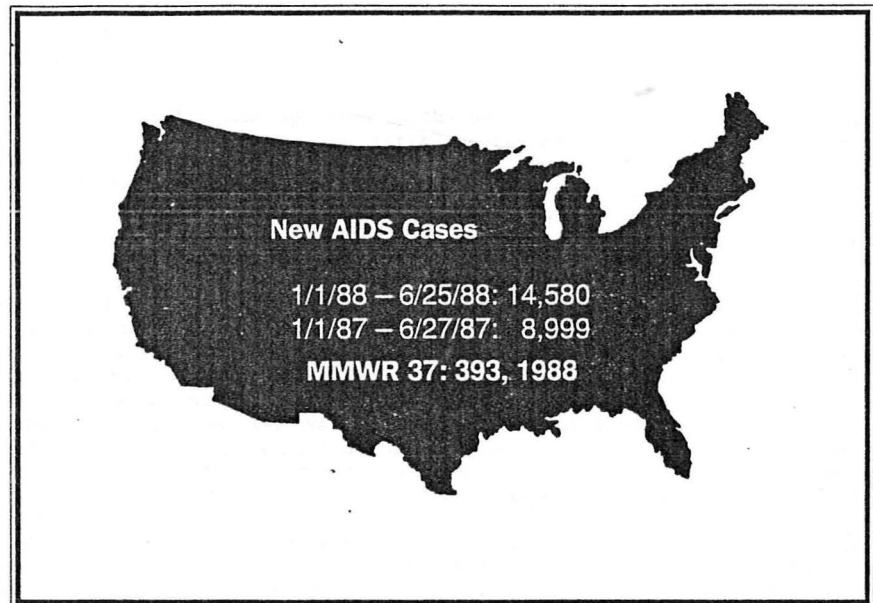 New AIDS Cases
1/1/88 – 6/25/88: 14,580
1/1/87 – 6/27/87: 8,999
MMWR 37: 393, 1988